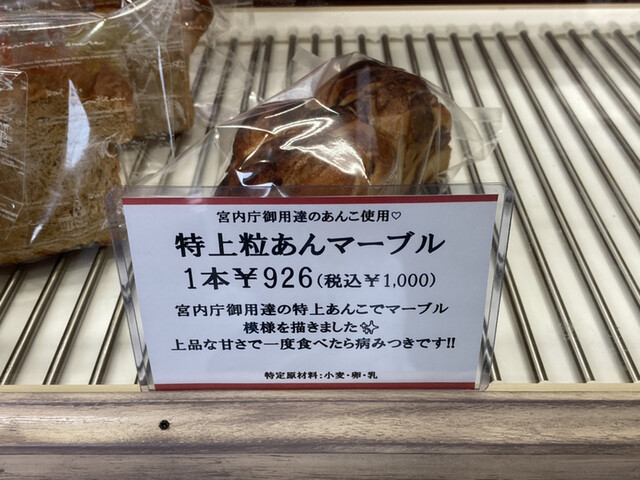 宮内庁御用達のあんこ使用♡
特上粒あんマーブル
1本￥926(税込￥1,000)
宮内庁御用達の特上あんこでマーブル
模様を描きました✨
上品な甘さで一度食べたら病みつきです!!
特定原材料:小麦・卵・乳